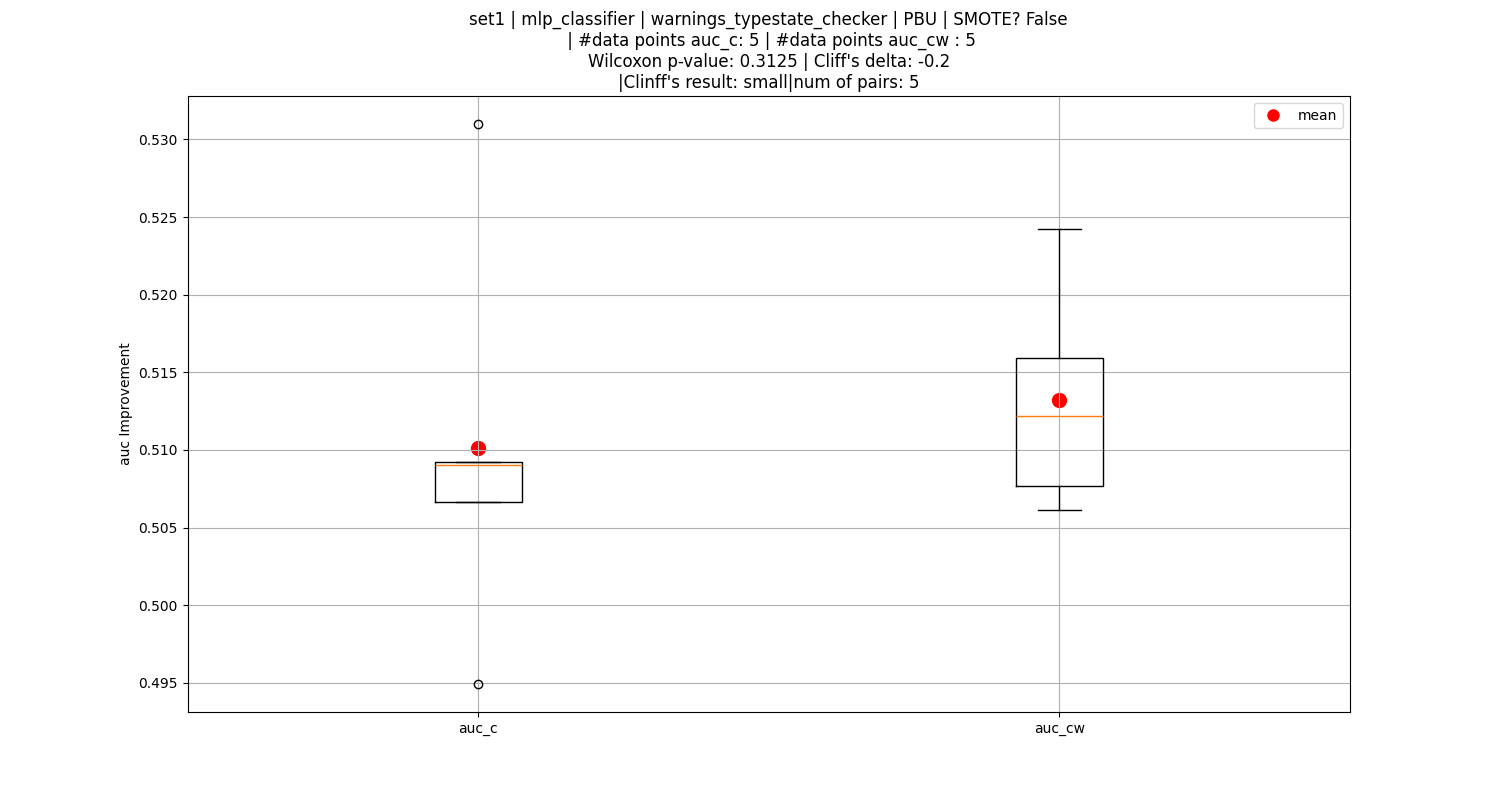 set1 | mlp_classifier | warnings_typestate_checker | PBU | SMOTE? False
| #data points auc_c: 5 | #data points auc_cw : 5
Wilcoxon p-value: 0.3125 | Cliff's delta: -0.2
|Clinff's result: small|num of pairs: 5
mean
0.530
0.525
0.520
0.515
0.510
0.505
0.500
0.495
auc Improvement
auc_c
auc_cw